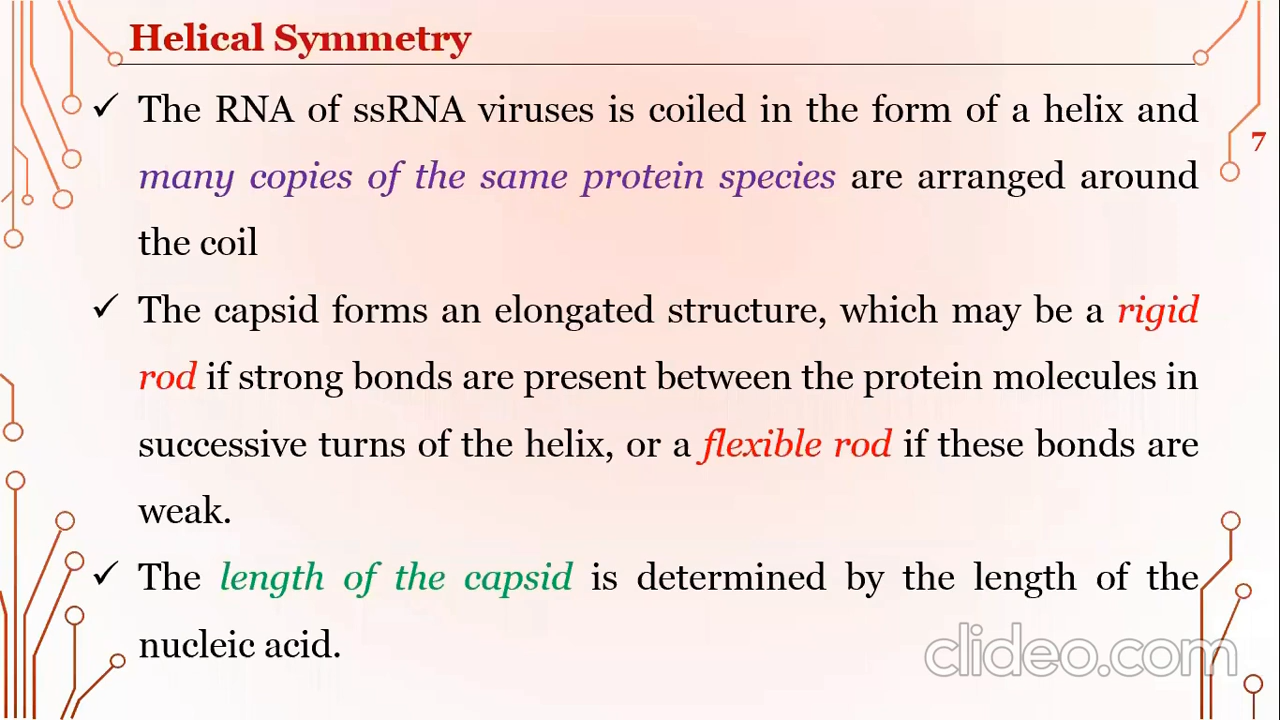 Helical Symmetry
✓ The RNA of ssRNA viruses is coiled in the form of a helix and
7
many copies of the same protein species are arranged around
the coil
✓ The capsid forms an elongated structure, which may be a rigid
rod if strong bonds are present between the protein molecules in
successive turns of the helix, or a flexible rod if these bonds are
weak.
✓ The length of the capsid is determined by the length of the
nucleic acid.
clideo.com